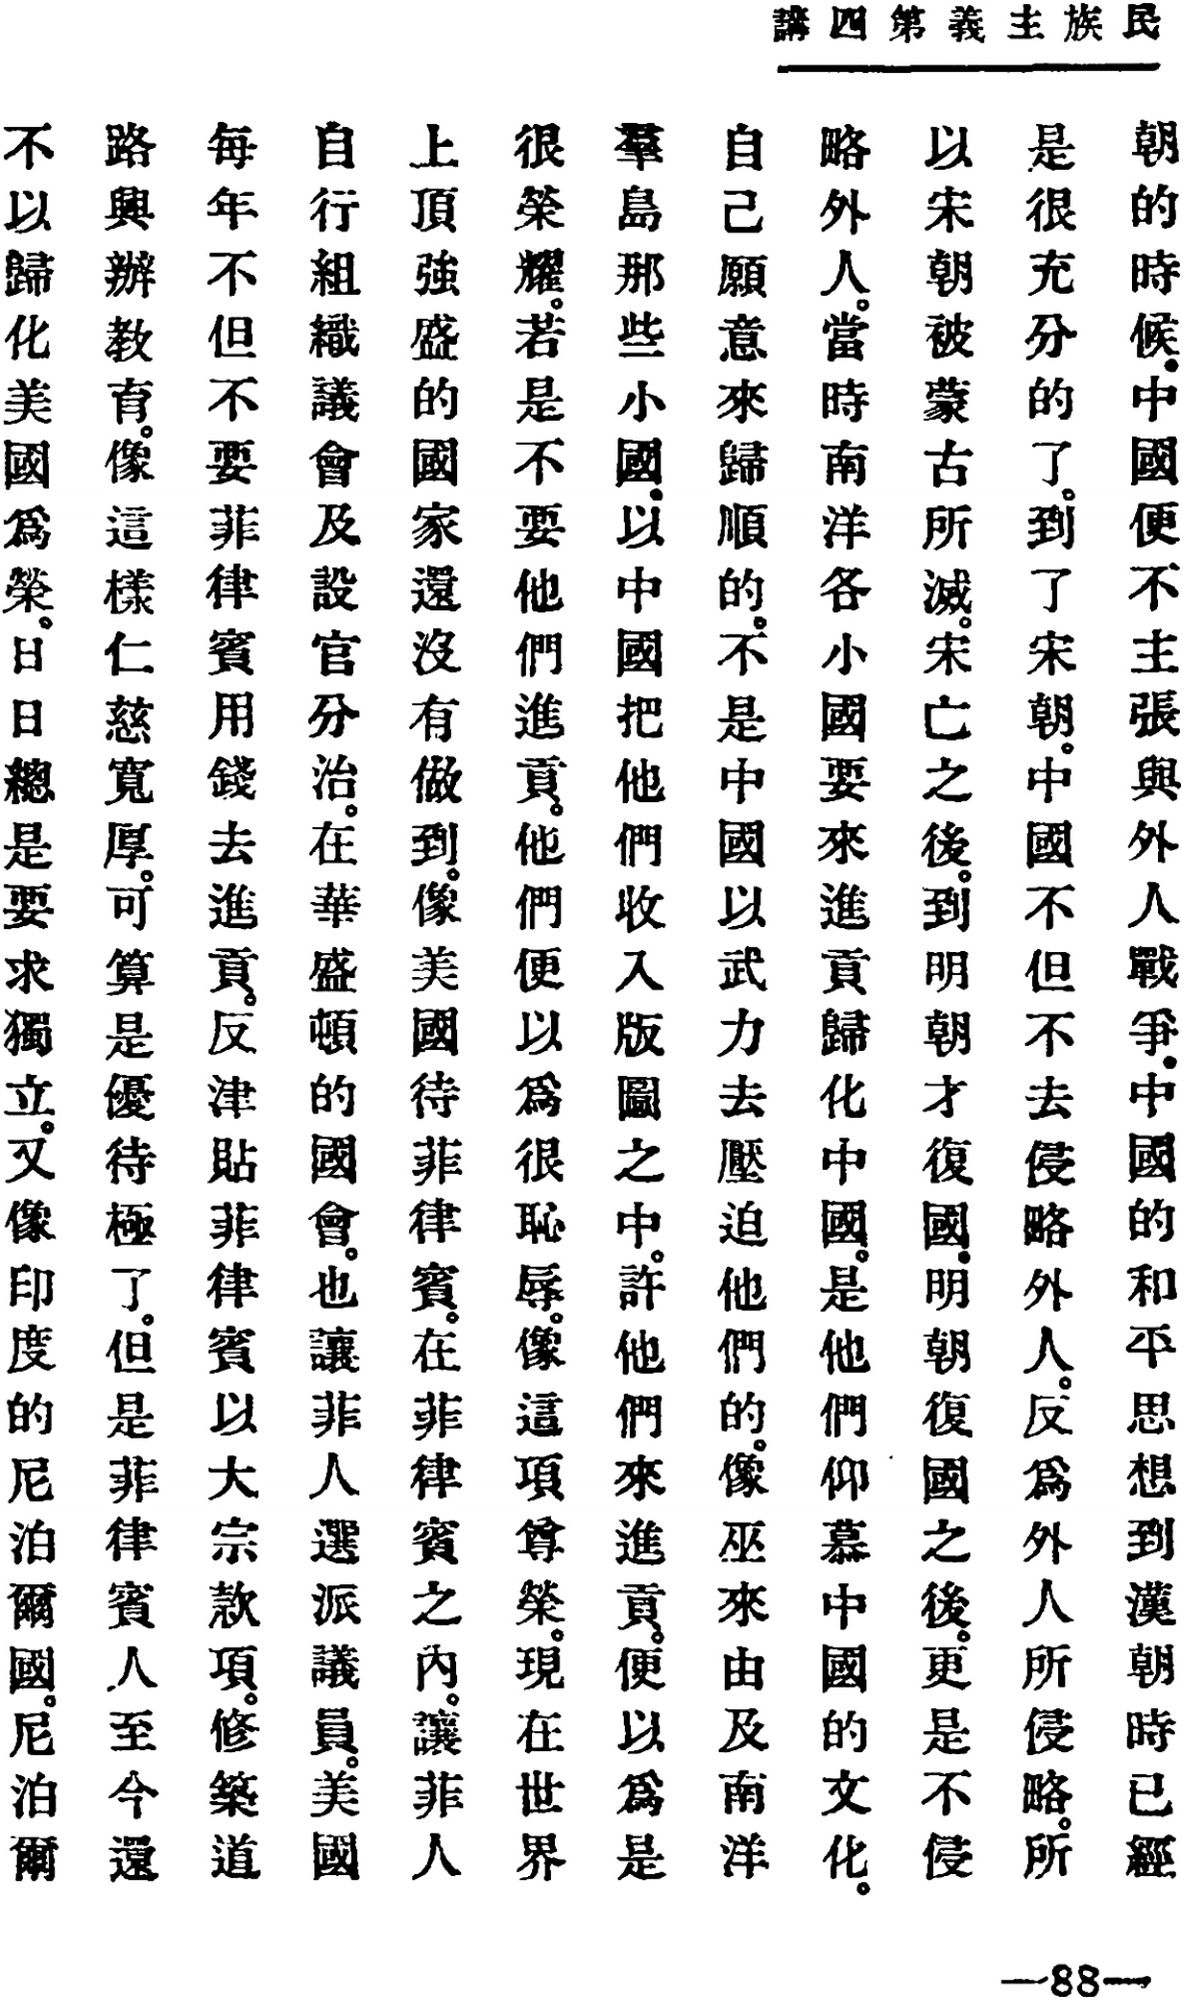 民族主義第四講
朝的時候.中國便不主張與外人戰爭.中國的和平思想到漢朝時已經
是很充分的了。到了宋朝。中國不但不去侵略外人。反爲外人所侵略。所
以宋朝被蒙古所滅。宋亡之後。到明朝才復國.明朝復國之後。更是不侵
略外人。當時南洋各小國要來進貢歸化中國。是他們仰慕中國的文化。
自己願意來歸順的。不是中國以武力去壓迫他們的。像巫來由及南洋
羣島那些小國.以中國把他們收入版圖之中。許他們來進貢。便以爲是
很榮耀。若是不要他們進貢。他們便以爲很恥辱。像這項尊榮。現在世界
上頂強盛的國家還沒有做到。像美國待菲律賓。在菲律賓之內。讓菲人
自行組織議會及設官分治。在華盛頓的國會。也讓菲人選派議員。美國
每年不但不要菲律賓用錢去進貢。反津貼菲律賓以大宗款項。修築道
路興辦教育。像這樣仁慈寬厚。可算是優待極了。但是菲律賓人至今還
不以歸化美國爲榮。日日總是要求獨立。又像印度的尼泊爾國。尼泊爾
—88—